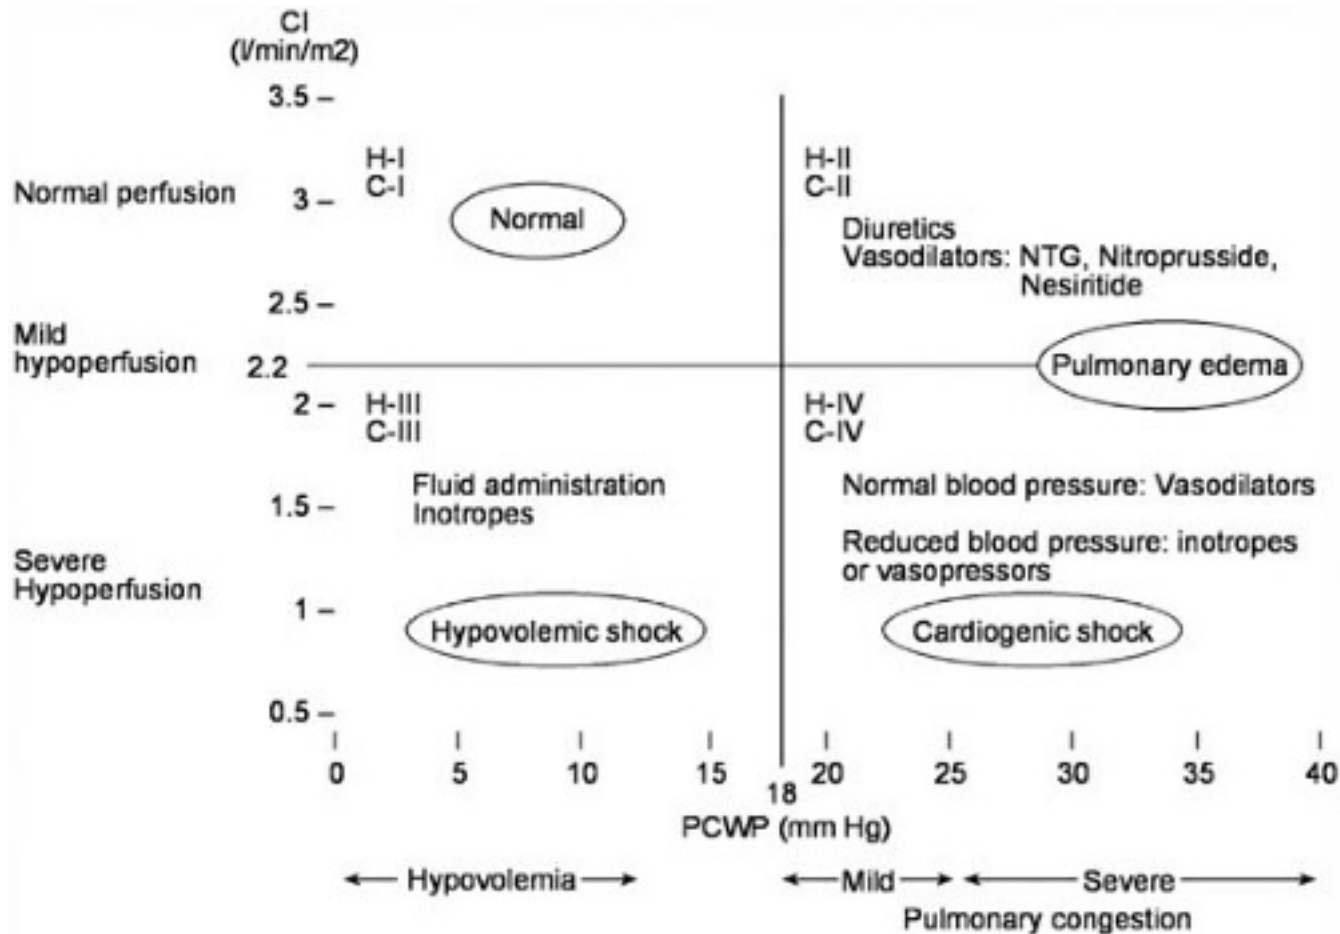 CI
(l/min/m2)
3.5
H-I
C-I
H-II
C-II
Normal perfusion
3
Normal
Diuretics
Vasodilators: NTG, Nitroprusside,
Nesiritide
2.5
Mild
hypoperfusion
2.2
Pulmonary edema
2
H-III
C-III
H-IV
C-IV
Fluid administration
Inotropes
Normal blood pressure: Vasodilators
1.5
Reduced blood pressure: inotropes
or vasopressors
Severe
Hypoperfusion
1
Hypovolemic shock
Cardiogenic shock
0.5
0 5 10 15 18 20 25 30 35 40
PCWP (mm Hg)
Hypovolemia
Mild
Severe
Pulmonary congestion